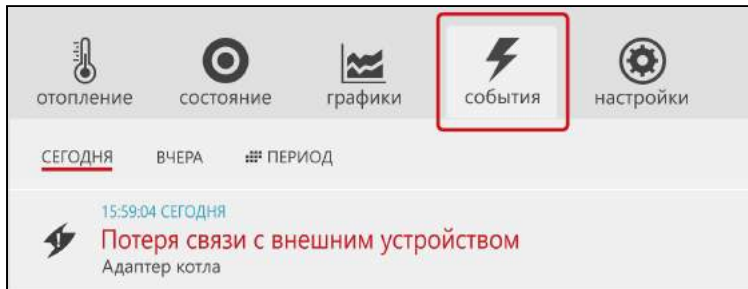 отопление состояние графики события настройки
СЕГОДНЯ ВЧЕРА ПЕРИОД
15:59:04 СЕГОДНЯ
Потеря связи с внешним устройством
Адаптер котла